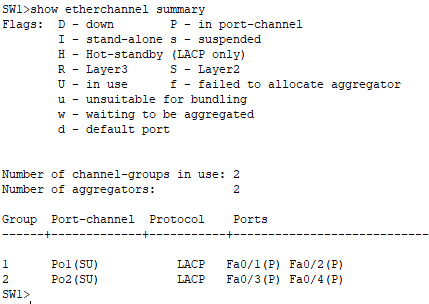 SW1>show etherchannel summary
Flags:  D - down        P - in port-channel
        I - stand-alone s - suspended
        H - Hot-standby (LACP only)
        R - Layer3      S - Layer2
        U - in use      f - failed to allocate aggregator
        u - unsuitable for bundling
        w - waiting to be aggregated
        d - default port
Number of channel-groups in use: 2
Number of aggregators:           2
Group  Port-channel  Protocol    Ports
------+-------------+-----------+----------------------------
1      Po1(SU)           LACP   Fa0/1(P) Fa0/2(P)
2      Po2(SU)           LACP   Fa0/3(P) Fa0/4(P)
SW1>